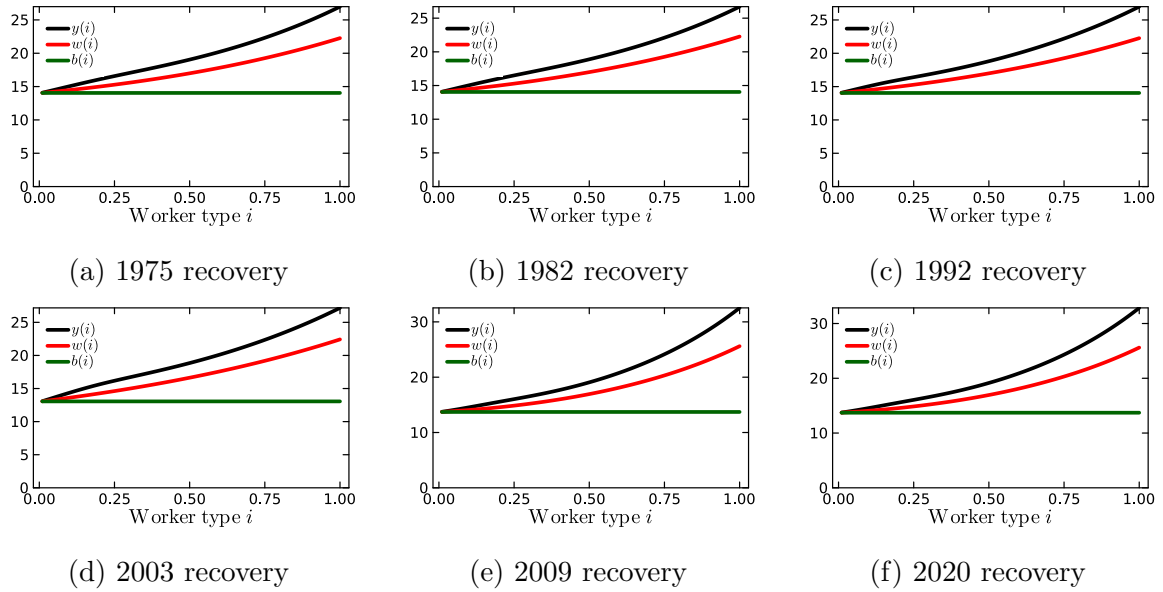 25
20
15
10
5
0
y(i)
w(i)
b(i)
0.00 0.25 0.50 0.75 1.00
Worker type i
(a) 1975 recovery
25
20
15
10
5
0
y(i)
w(i)
b(i)
0.00 0.25 0.50 0.75 1.00
Worker type i
(b) 1982 recovery
25
20
15
10
5
0
y(i)
w(i)
b(i)
0.00 0.25 0.50 0.75 1.00
Worker type i
(c) 1992 recovery
25
20
15
10
5
0
y(i)
w(i)
b(i)
0.00 0.25 0.50 0.75 1.00
Worker type i
(d) 2003 recovery
30
20
10
0
y(i)
w(i)
b(i)
0.00 0.25 0.50 0.75 1.00
Worker type i
(e) 2009 recovery
30
20
10
0
y(i)
w(i)
b(i)
0.00 0.25 0.50 0.75 1.00
Worker type i
(f) 2020 recovery